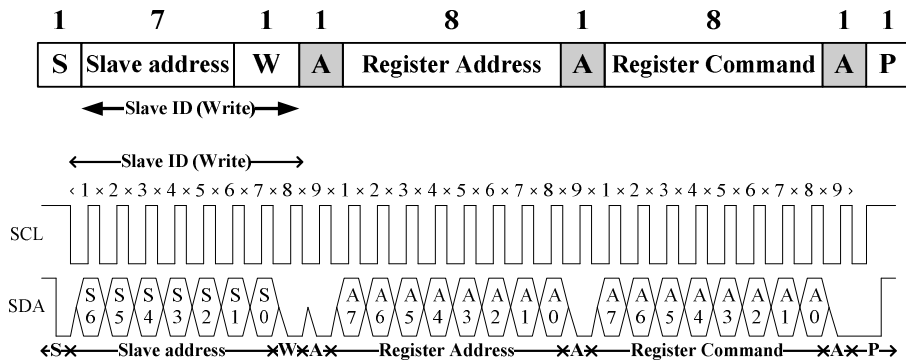 1 7 1 1 8 1 8 1 1
S Slave address W A Register Address A Register Command A P
Slave ID (Write)
Slave ID (Write)
‹ 1 × 2 × 3 × 4 × 5 × 6 × 7 × 8 × 9 × 1 × 2 × 3 × 4 × 5 × 6 × 7 × 8 × 9 × 1 × 2 × 3 × 4 × 5 × 6 × 7 × 8 × 9 ›
SCL
SDA S6 S5 S4 S3 S2 S1 S0 A7 A6 A5 A4 A3 A2 A1 A0 A7 A6 A5 A4 A3 A2 A1 A0
S Slave address W A Register Address A Register Command A P